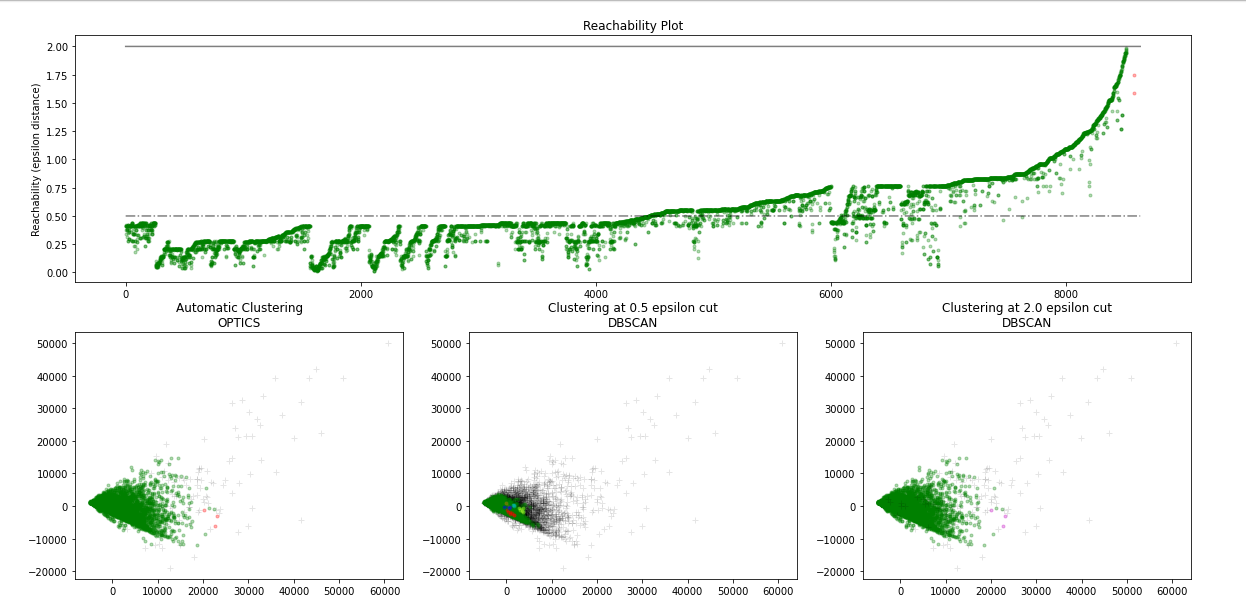 Reachability Plot
Reachability (epsilon distance)
2.00
1.75
1.50
1.25
1.00
0.75
0.50
0.25
0.00
0 2000 4000 6000 8000
Automatic Clustering
OPTICS
50000
40000
30000
20000
10000
0
−10000
−20000
0 10000 20000 30000 40000 50000 60000
Clustering at 0.5 epsilon cut
DBSCAN
50000
40000
30000
20000
10000
0
−10000
−20000
0 10000 20000 30000 40000 50000 60000
Clustering at 2.0 epsilon cut
DBSCAN
50000
40000
30000
20000
10000
0
−10000
−20000
0 10000 20000 30000 40000 50000 60000